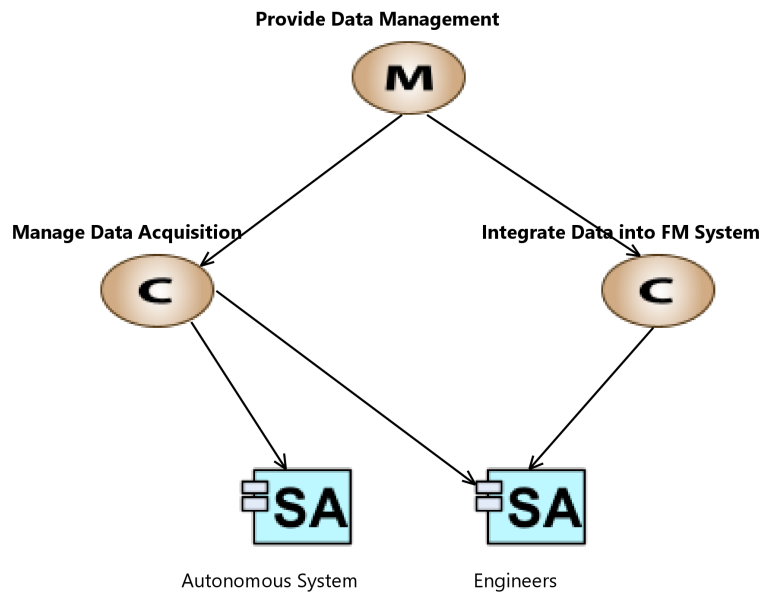 Provide Data Management
M
Manage Data Acquisition
Integrate Data into FM System
C
C
SA
SA
Autonomous System
Engineers